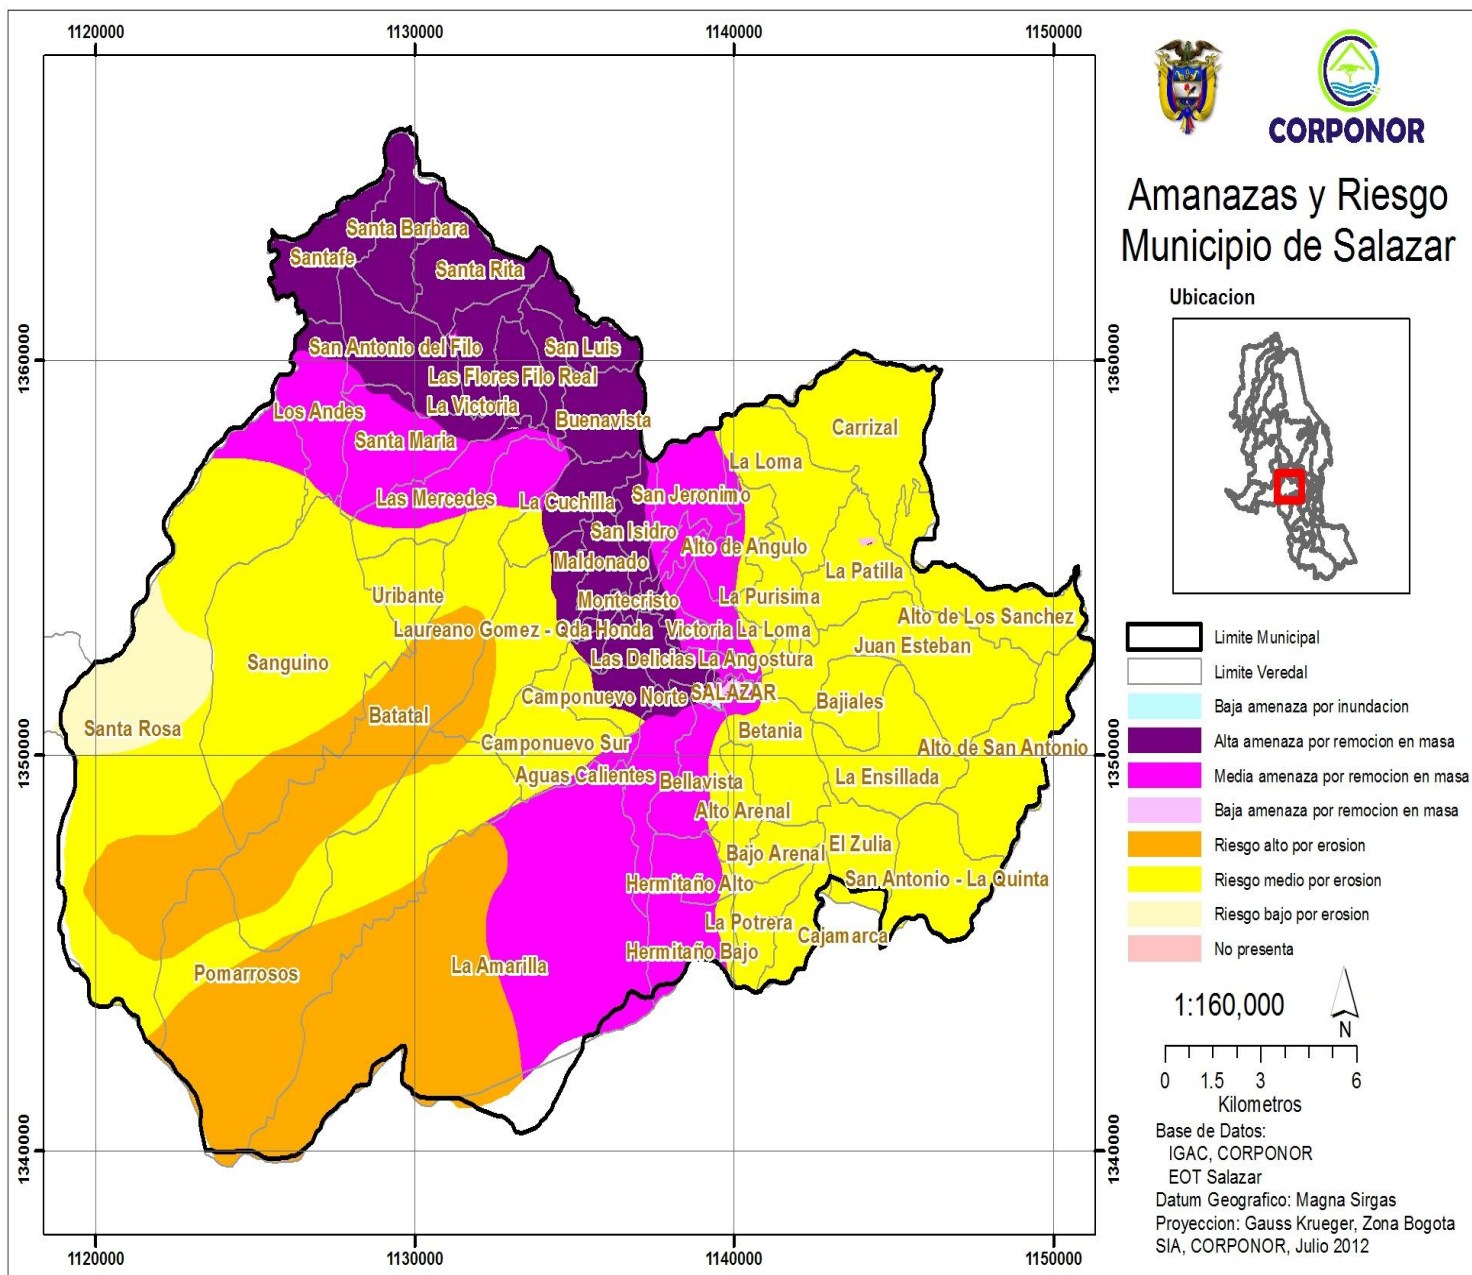 1120000
1130000
1140000
1150000
CORPONOR
Amanazas y Riesgo
Municipio de Salazar
Ubicacion
1360000
1360000
1350000
1350000
1340000
1340000
Santa Barbara
Santafe
Santa Rita
San Antonio del Filo
San Luis
Las Flores Filo Real
La Victoria
Los Andes
Buenavista
Santa Maria
Carrizal
La Loma
Las Mercedes
La Cuchilla
San Jeronimo
San Isidro
Alto de Angulo
Maldonado
La Patilla
Uribante
Montecristo
La Purisima
Alto de Los Sanchez
Laureano Gomez - Qda Honda
Victoria La Loma
Juan Esteban
Sanguino
Las Delicias
La Angostura
Camponuevo Norte
SALAZAR
Bajiales
Santa Rosa
Batatal
Betania
Camponuevo Sur
Alto de San Antonio
Aguas Calientes
Bellavista
La Ensillada
Alto Arenal
Bajo Arenal
El Zulia
Hermitaño Alto
San Antonio - La Quinta
La Potrera
Cajamarca
Hermitaño Bajo
La Amarilla
Pomarrosos
Limite Municipal
Limite Veredal
Baja amenaza por inundacion
Alta amenaza por remocion en masa
Media amenaza por remocion en masa
Baja amenaza por remocion en masa
Riesgo alto por erosion
Riesgo medio por erosion
Riesgo bajo por erosion
No presenta
1:160,000
N
0 1.5 3 6
Kilometros
Base de Datos:
IGAC, CORPONOR
EOT Salazar
Datum Geografico: Magna Sirgas
Proyeccion: Gauss Krueger, Zona Bogota
SIA, CORPONOR, Julio 2012
1120000
1130000
1140000
1150000